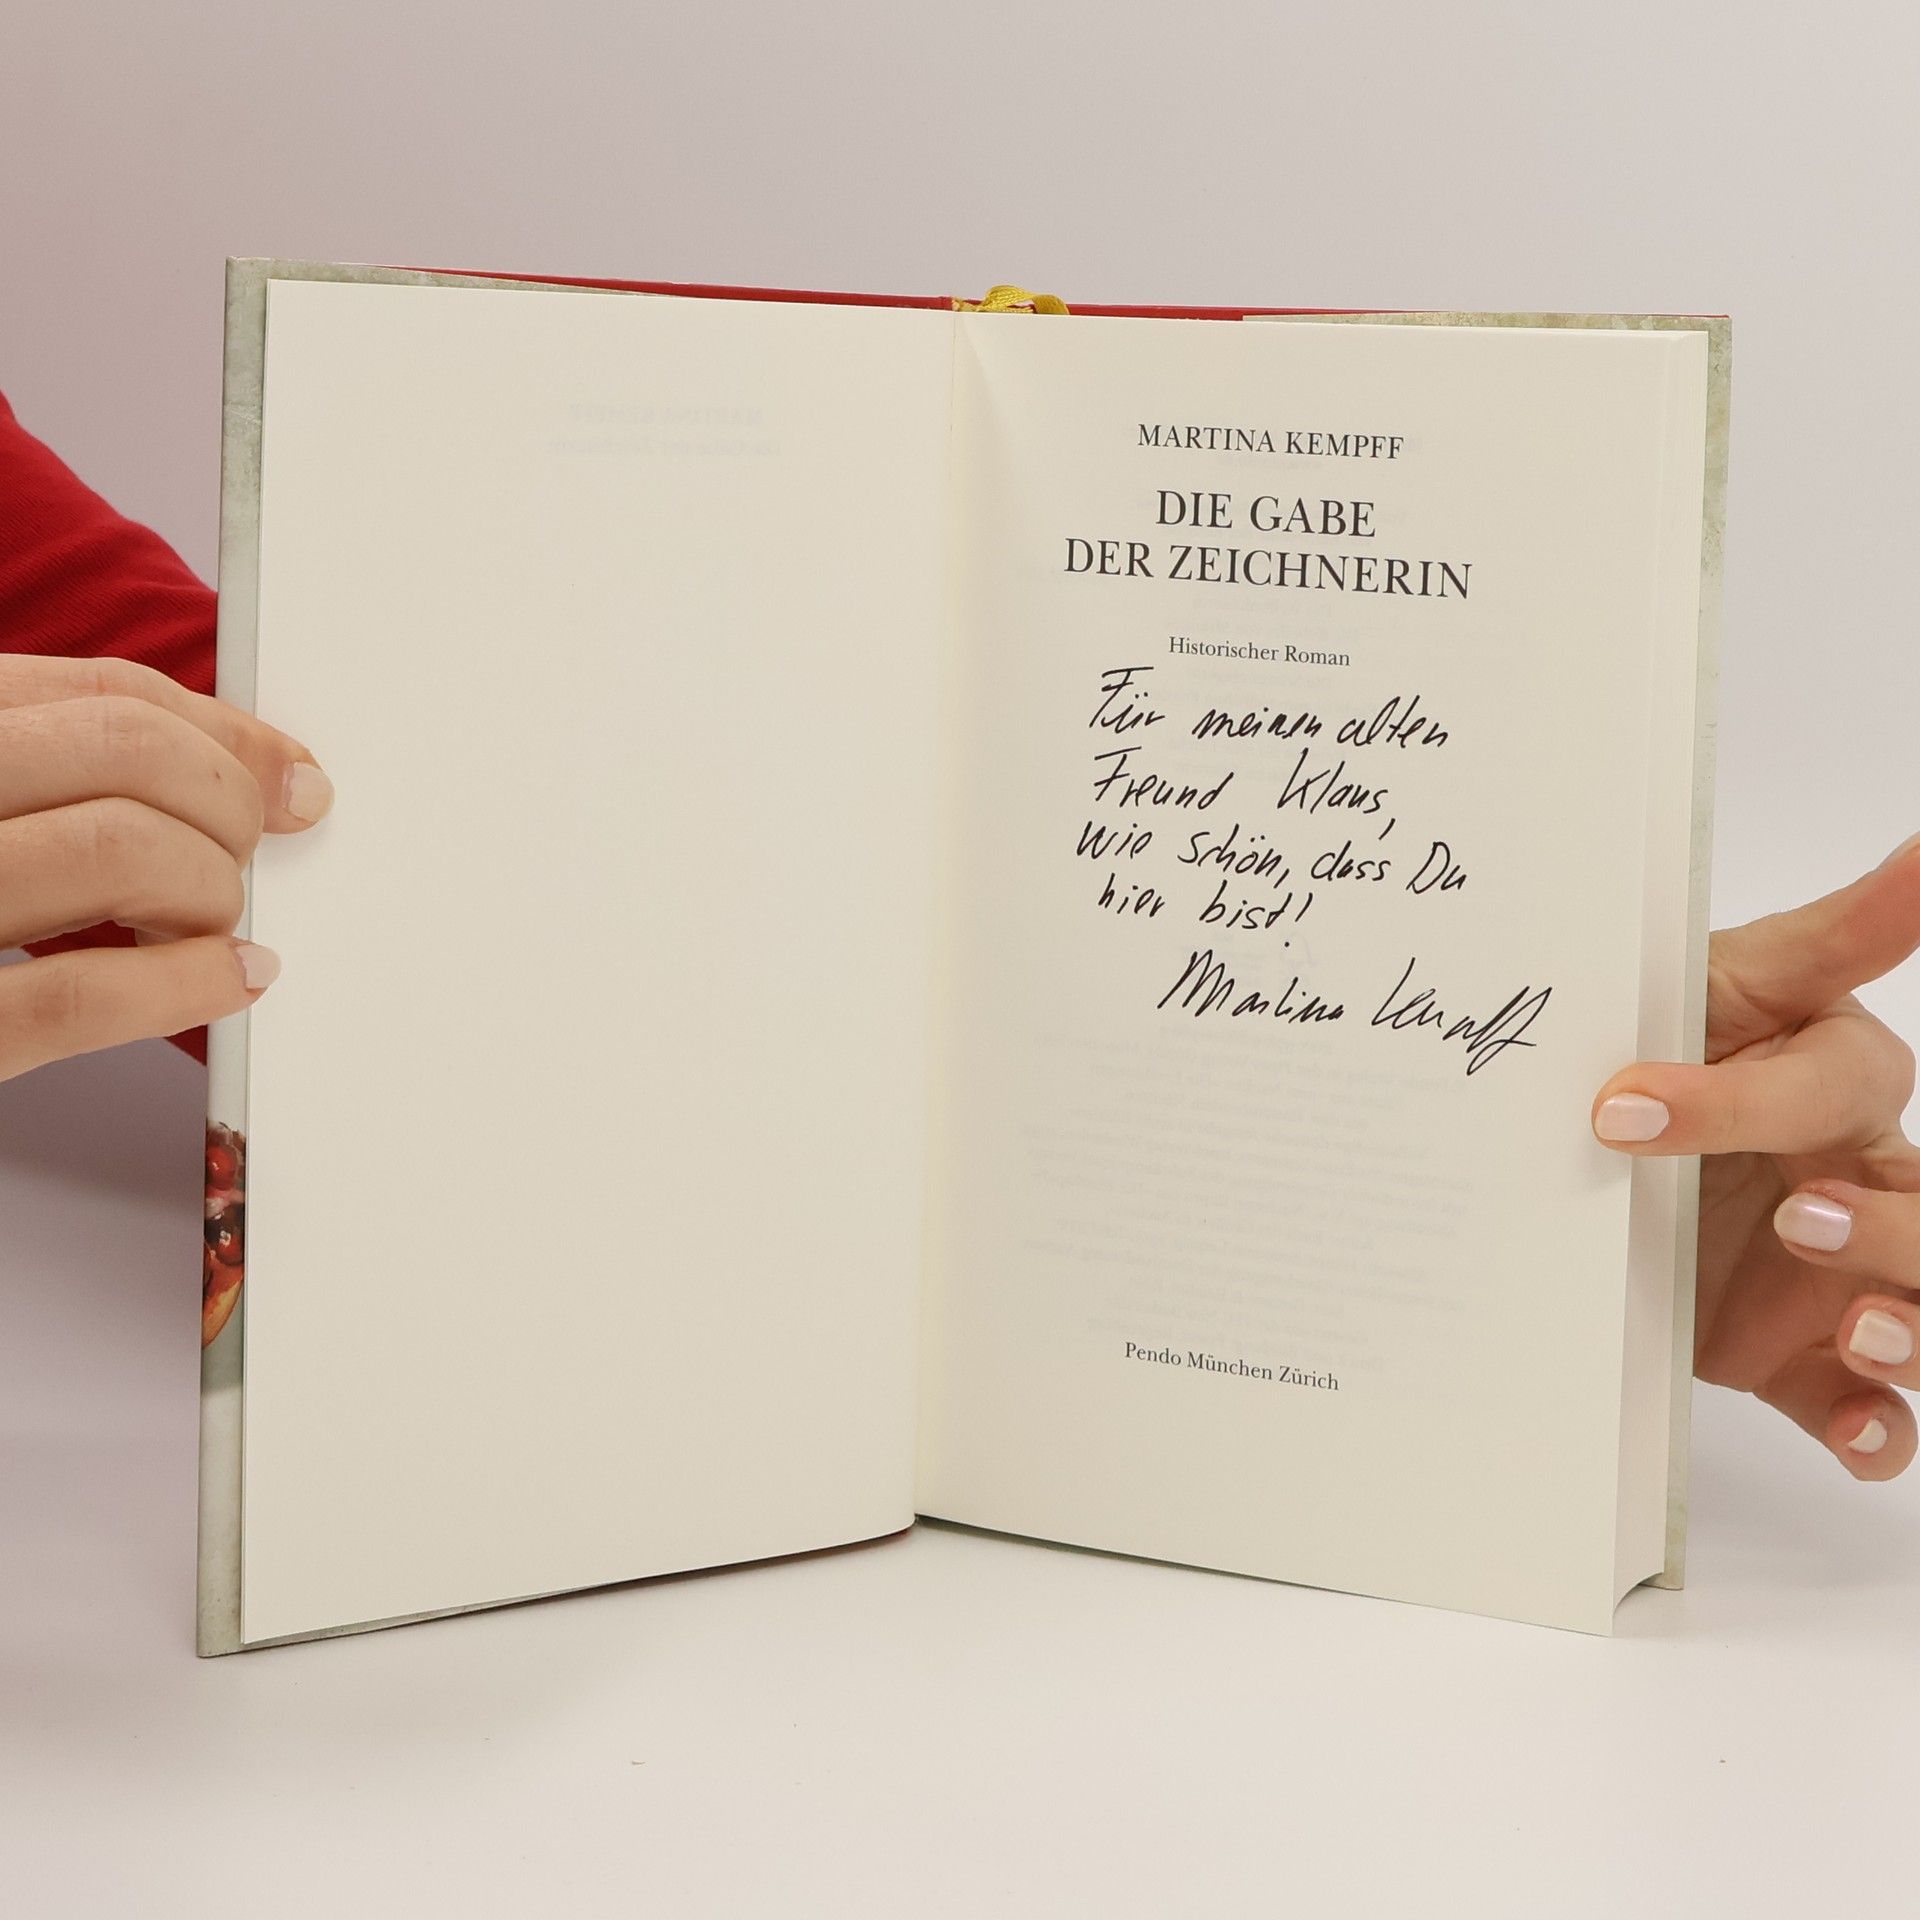 MARTINA KEMPFF
DIE GABE
DER ZEICHNERIN
Historischer Roman
Für meinen alten
Freund Klaus,
wie schön, dass Du
hier bist!
Martina Kempff
Pendo München Zürich